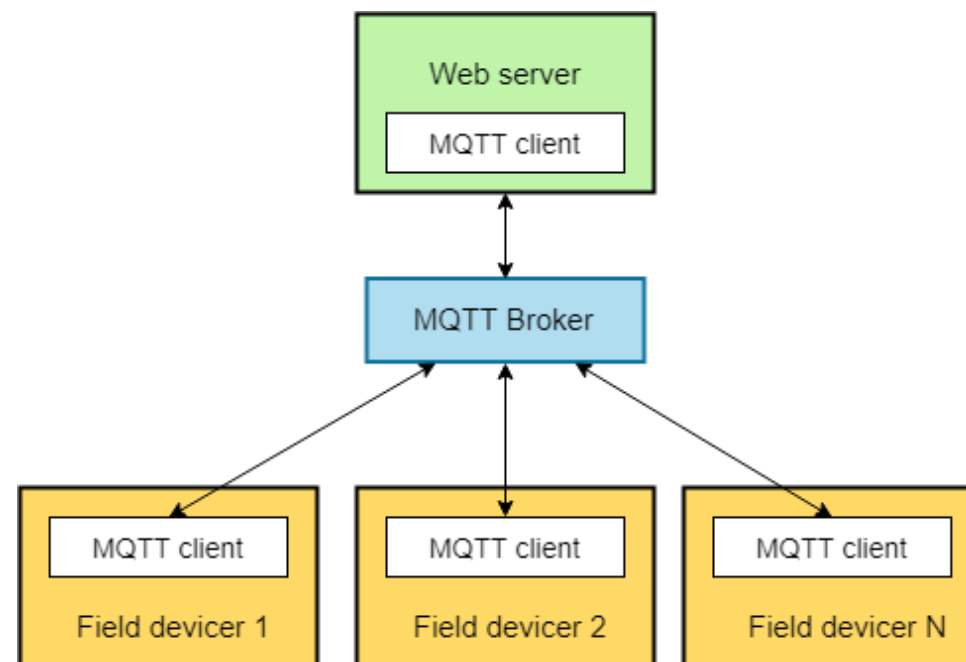 Web server
MQTT client
MQTT Broker
MQTT client
MQTT client
MQTT client
Field devicer 1
Field devicer 2
Field devicer N